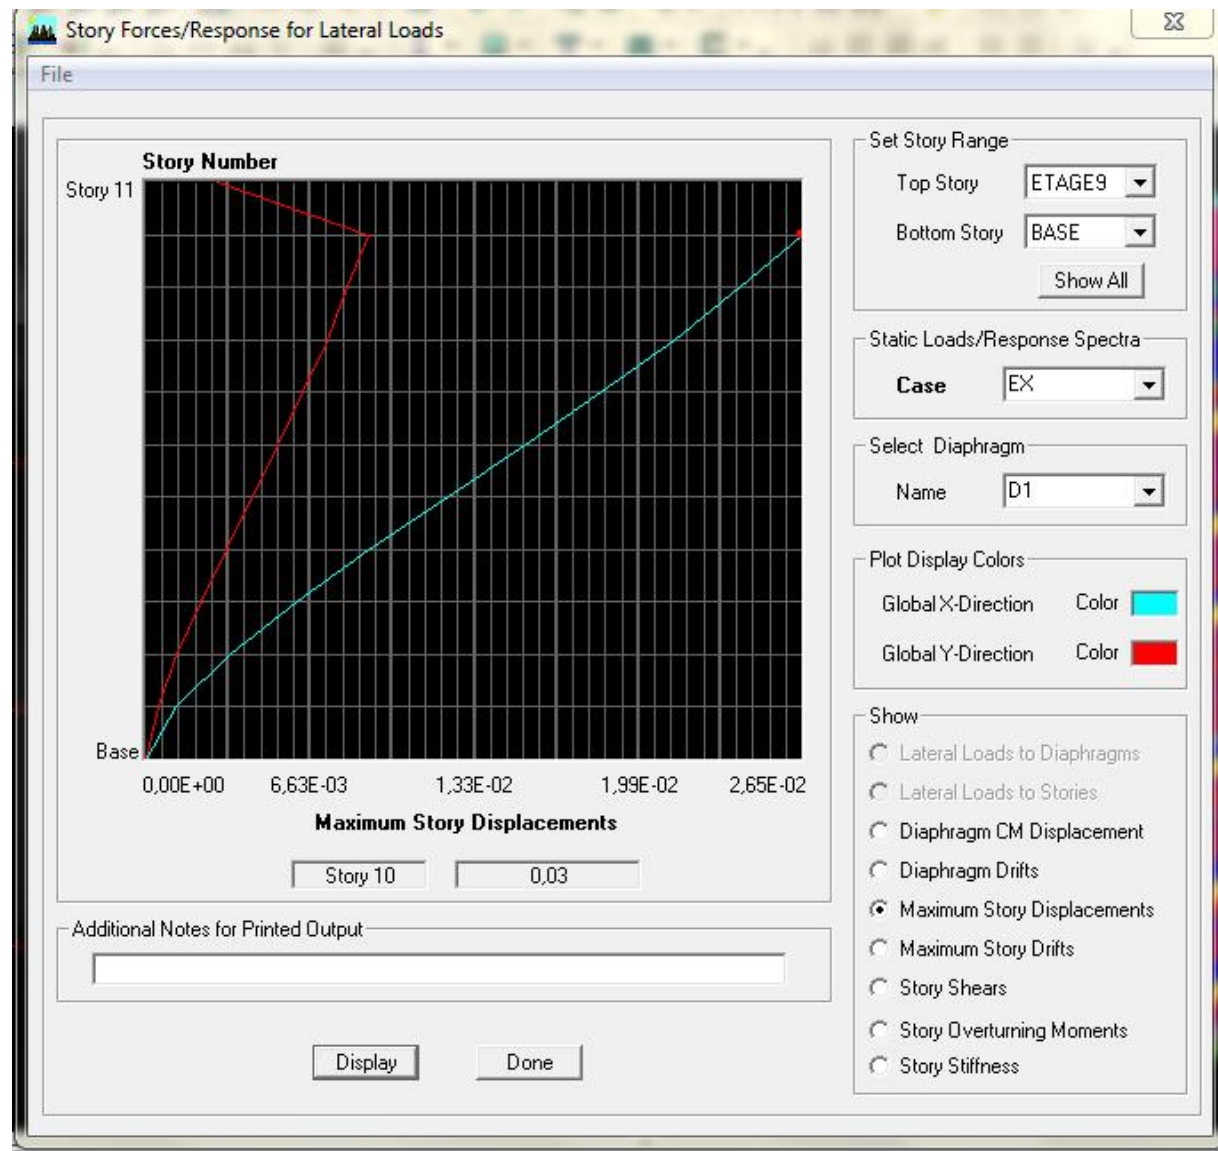 Story Forces/Response for Lateral Loads
File
Story Number
Story 11
Base
0,00E+00 6,63E-03 1,33E-02 1,99E-02 2,65E-02
Maximum Story Displacements
Story 10 0,03
Additional Notes for Printed Output
Display Done
Set Story Range
Top Story ETAGE9
Bottom Story BASE
Show All
Static Loads/Response Spectra
Case EX
Select Diaphragm
Name D1
Plot Display Colors
Global X-Direction Color
Global Y-Direction Color
Show
Lateral Loads to Diaphragms
Lateral Loads to Stories
Diaphragm CM Displacement
Diaphragm Drifts
Maximum Story Displacements
Maximum Story Drifts
Story Shears
Story Overturning Moments
Story Stiffness